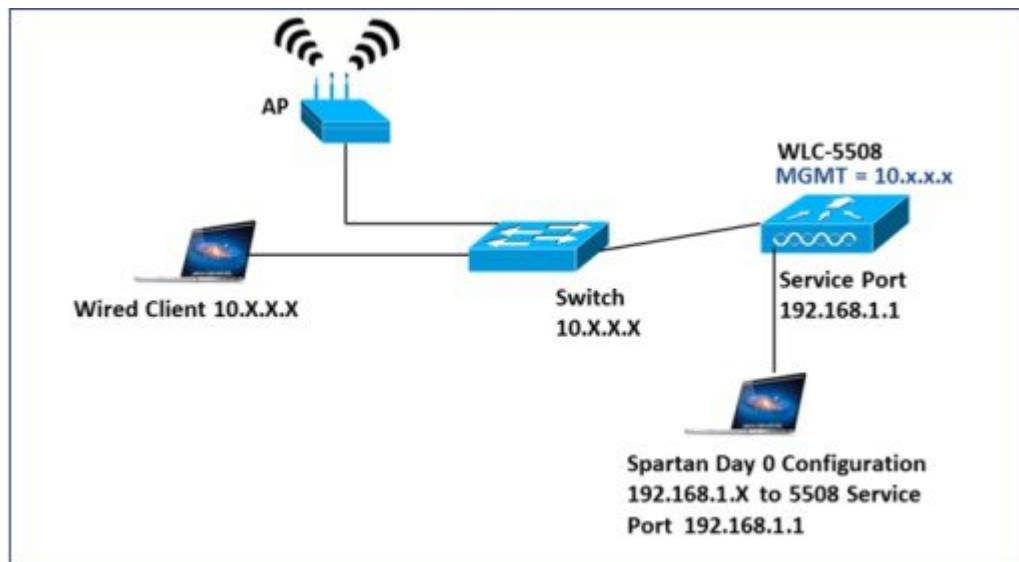 AP
WLC-5508
MGMT = 10.x.x.x
Wired Client 10.X.X.X
Switch
10.X.X.X
Service Port
192.168.1.1
Spartan Day 0 Configuration
192.168.1.X to 5508 Service
Port 192.168.1.1